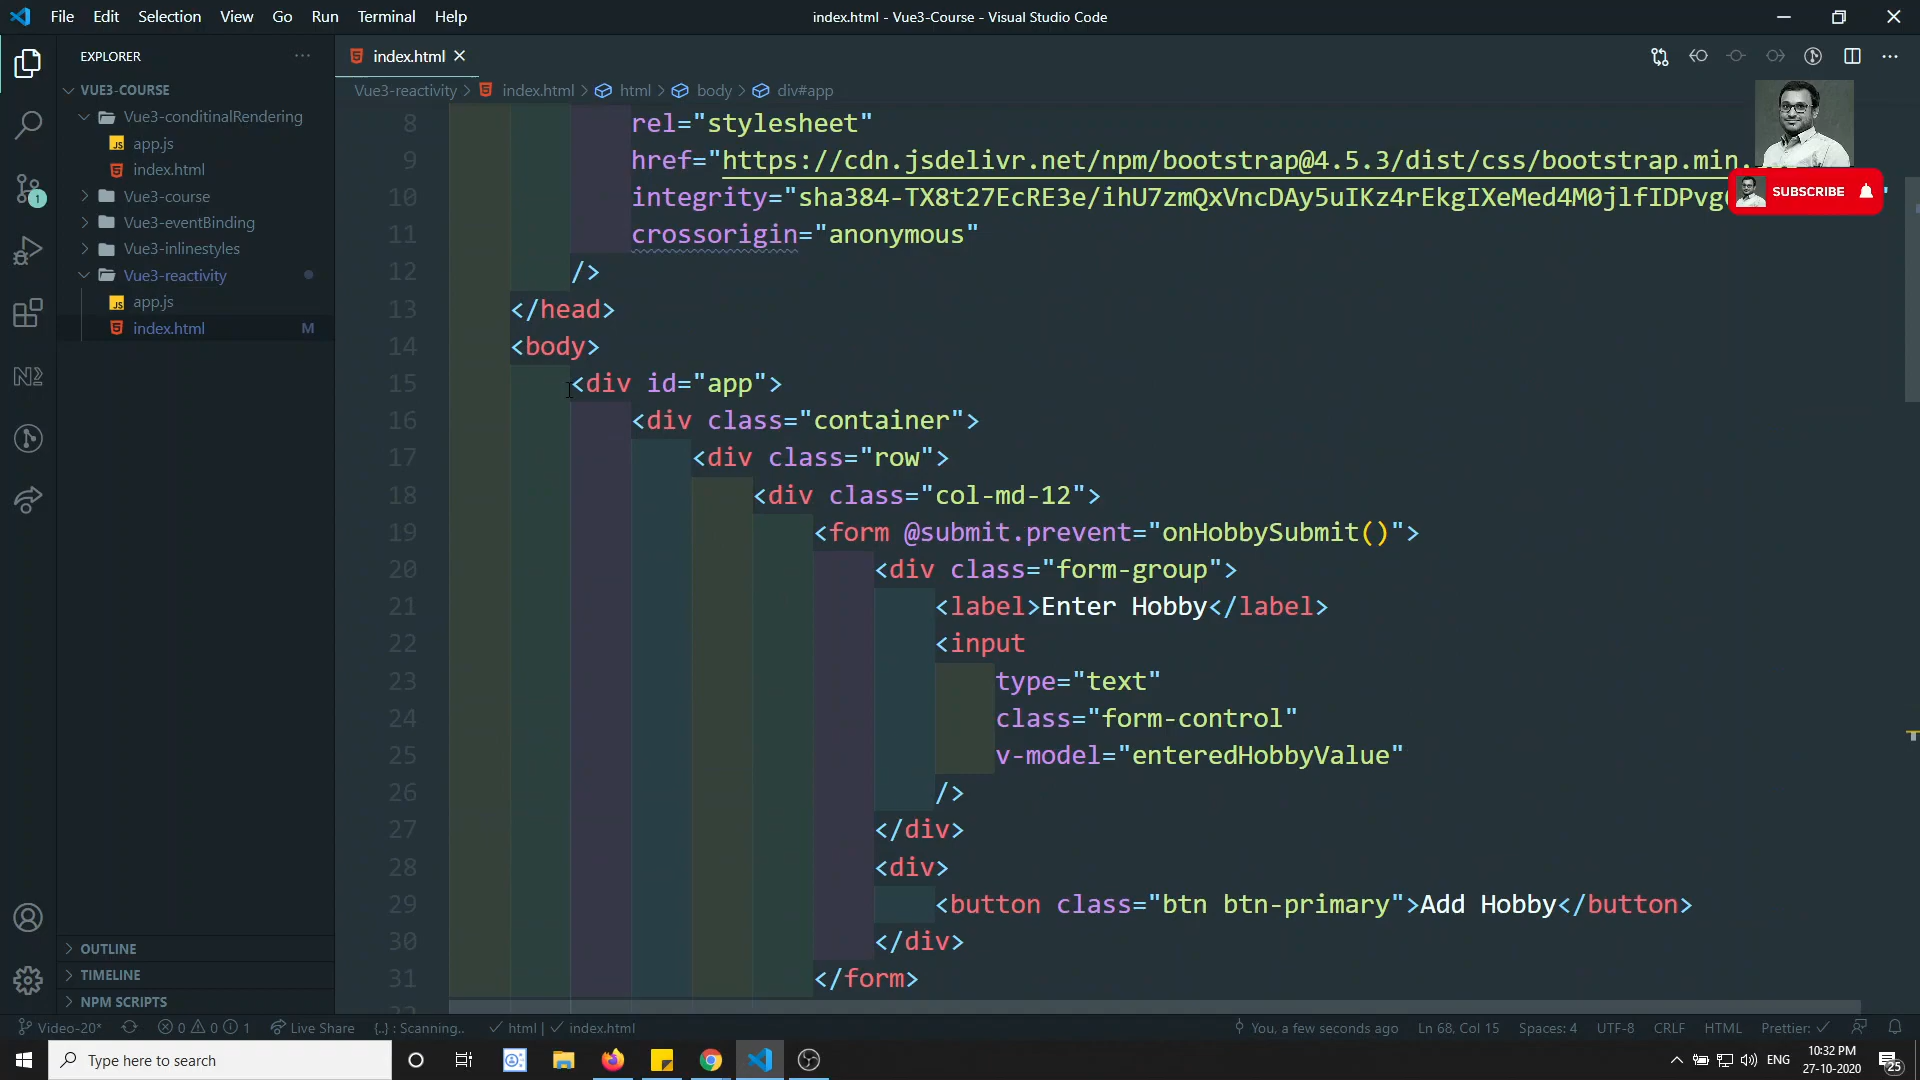 File Edit Selection View Go Run Terminal Help
index.html - Vue3-Course - Visual Studio Code
EXPLORER
VUE3-COURSE
Vue3-conditinalRendering
app.js
index.html
Vue3-course
Vue3-eventBinding
Vue3-inlinestyles
Vue3-reactivity
app.js
index.html M
OUTLINE
TIMELINE
NPM SCRIPTS
index.html
Vue3-reactivity > index.html > html > body > div#app
8 rel="stylesheet"
9 href="https://cdn.jsdelivr.net/npm/bootstrap@4.5.3/dist/css/bootstrap.min.
10 integrity="sha384-TX8t27EcRE3e/ihU7zmQxVncDAy5uIKz4rEkgIXeMed4M0jlfIDPvg
11 crossorigin="anonymous"
12 />
13 </head>
14 <body>
15 <div id="app">
16 <div class="container">
17 <div class="row">
18 <div class="col-md-12">
19 <form @submit.prevent="onHobbySubmit()">
20 <div class="form-group">
21 <label>Enter Hobby</label>
22 <input
23 type="text"
24 class="form-control"
25 v-model="enteredHobbyValue"
26 />
27 </div>
28 <div>
29 <button class="btn btn-primary">Add Hobby</button>
30 </div>
31 </form>
SUBSCRIBE
1
Video-20* 0 0 1 Live Share {..} : Scanning.. html | index.html
You, a few seconds ago Ln 68, Col 15 Spaces: 4 UTF-8 CRLF HTML Prettier:
Type here to search
ENG
10:32 PM
27-10-2020
25